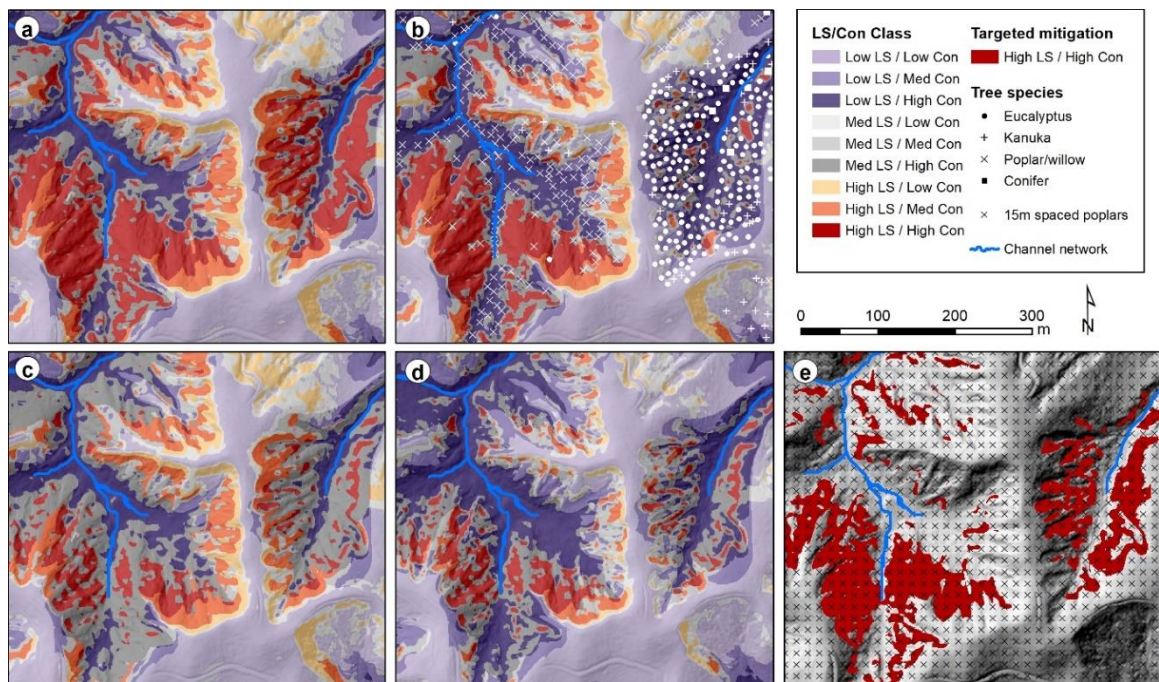 a
b
LS/Con Class
Low LS / Low Con
Low LS / Med Con
Low LS / High Con
Med LS / Low Con
Med LS / Med Con
Med LS / High Con
High LS / Low Con
High LS / Med Con
High LS / High Con
Targeted mitigation
High LS / High Con
Tree species
Eucalyptus
Kanuka
Poplar/willow
Conifer
15m spaced poplars
Channel network
0 100 200 300
m
N
c
d
e